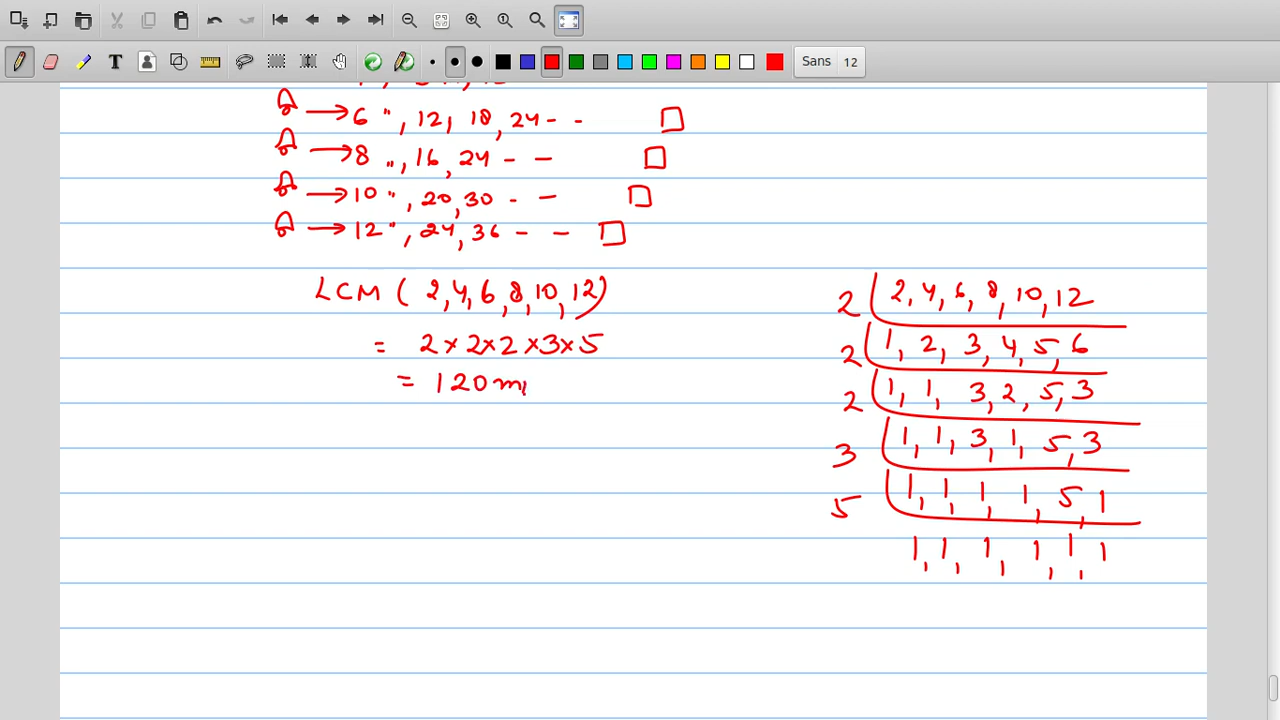 Sans 12
6 ", 12, 18, 24 - -
8 ", 16, 24 - -
10 ", 20, 30 - -
12 ", 24, 36 - -
LCM ( 2, 4, 6, 8, 10, 12)
= 2 × 2 × 2 × 3 × 5
= 120 m
2 2, 4, 6, 8, 10, 12
2 1, 2, 3, 4, 5, 6
2 1, 1, 3, 2, 5, 3
3 1, 1, 3, 1, 5, 3
5 1, 1, 1, 1, 5, 1
1, 1, 1, 1, 1, 1